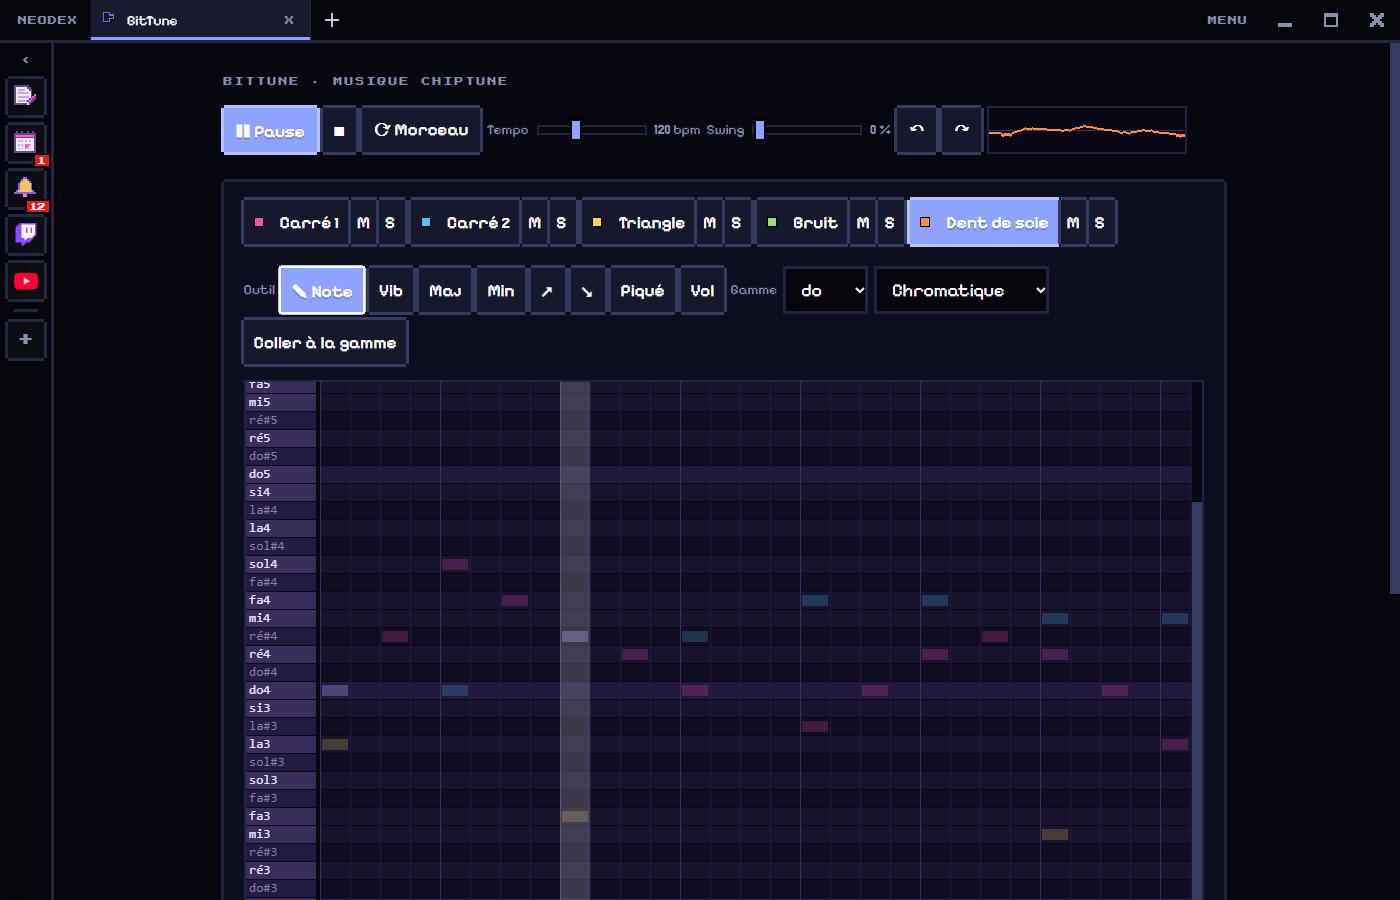 NEODEX
BitTune
MENU
1
12
BITTUNE · MUSIQUE CHIPTUNE
Pause
Morceau
Tempo
120 bpm
Swing
0 %
Carré 1 M S
Carré 2 M S
Triangle M S
Bruit M S
Dent de scie M S
Outil
Note
Vib
Maj
Min
↗
↘
Piqué
Vol
Gamme
do
Chromatique
Coller à la gamme
fa5
mi5
ré#5
ré5
do#5
do5
si4
la#4
la4
sol#4
sol4
fa#4
fa4
mi4
ré#4
ré4
do#4
do4
si3
la#3
la3
sol#3
sol3
fa#3
fa3
mi3
ré#3
ré3
do#3